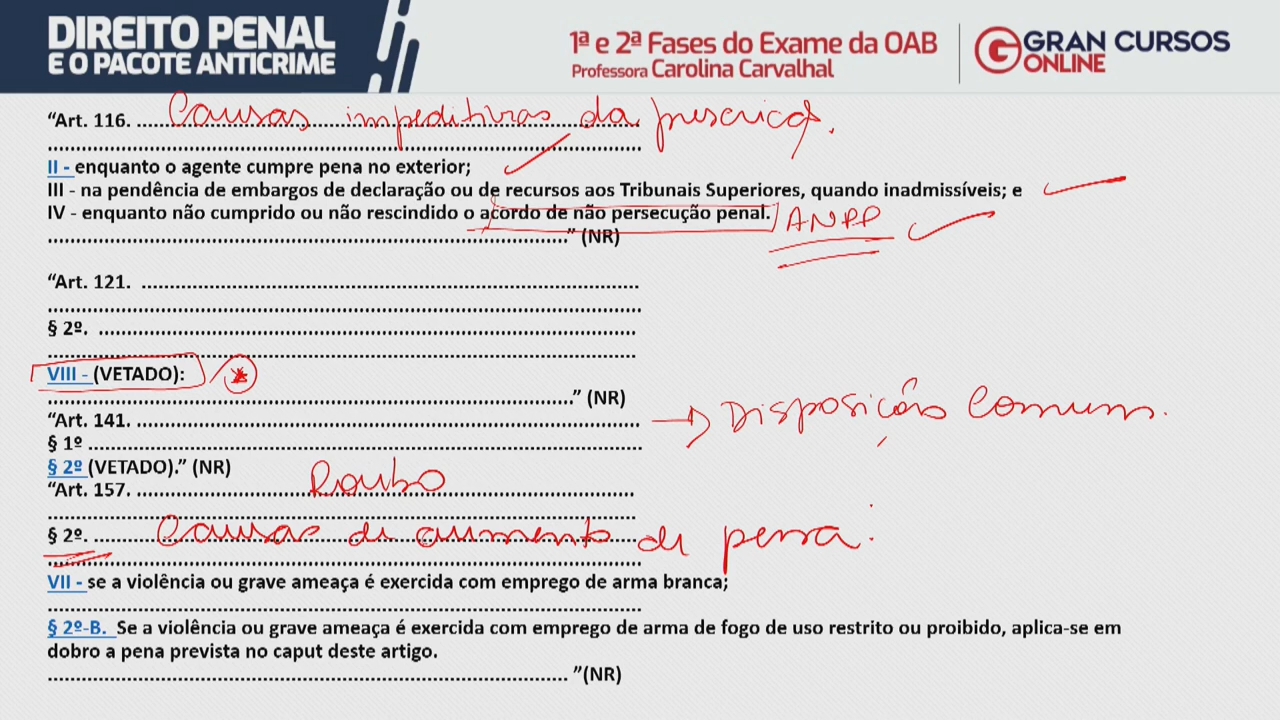 DIREITO PENAL
E O PACOTE ANTICRIME
1ª e 2ª Fases do Exame da OAB
Professora Carolina Carvalhal
GRAN CURSOS
ONLINE
“Art. 116. ........ Causas impeditivas da prescrição.
........
II - enquanto o agente cumpre pena no exterior;
III - na pendência de embargos de declaração ou de recursos aos Tribunais Superiores, quando inadmissíveis; e
IV - enquanto não cumprido ou não rescindido o acordo de não persecução penal. ANPP
........” (NR)
“Art. 121. ........
........
§ 2º. ........
........
VIII - (VETADO):
........” (NR)
“Art. 141. ........ → Disposições Comuns.
§ 1º ........
§ 2º (VETADO).” (NR)
“Art. 157. ........ Roubo
........
§ 2º. ........ Causas de aumento de pena:
........
VII - se a violência ou grave ameaça é exercida com emprego de arma branca;
........
§ 2º-B. Se a violência ou grave ameaça é exercida com emprego de arma de fogo de uso restrito ou proibido, aplica-se em
dobro a pena prevista no caput deste artigo.
........ ”(NR)